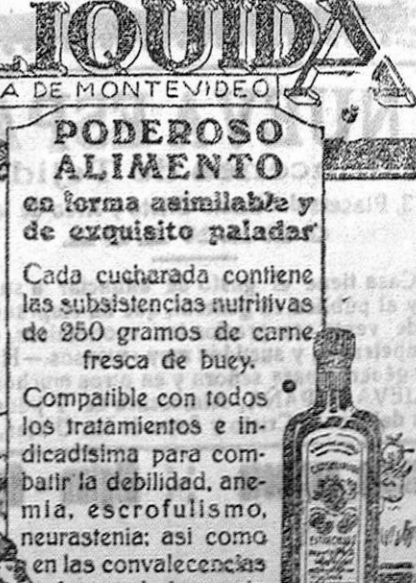 LIQUIDA
A DE MONTEVIDEO
PODEROSO
ALIMENTO
en forma asimilable y
de exquisito paladar
Cada cucharada contiene
las subsistencias nutritivas
de 250 gramos de carne
fresca de buey.
Compatible con todos
los tratamientos e in-
dicadísima para com-
batir la debilidad, ane-
mia, escrofulismo,
neurastenia; asi como
en las convalecencias